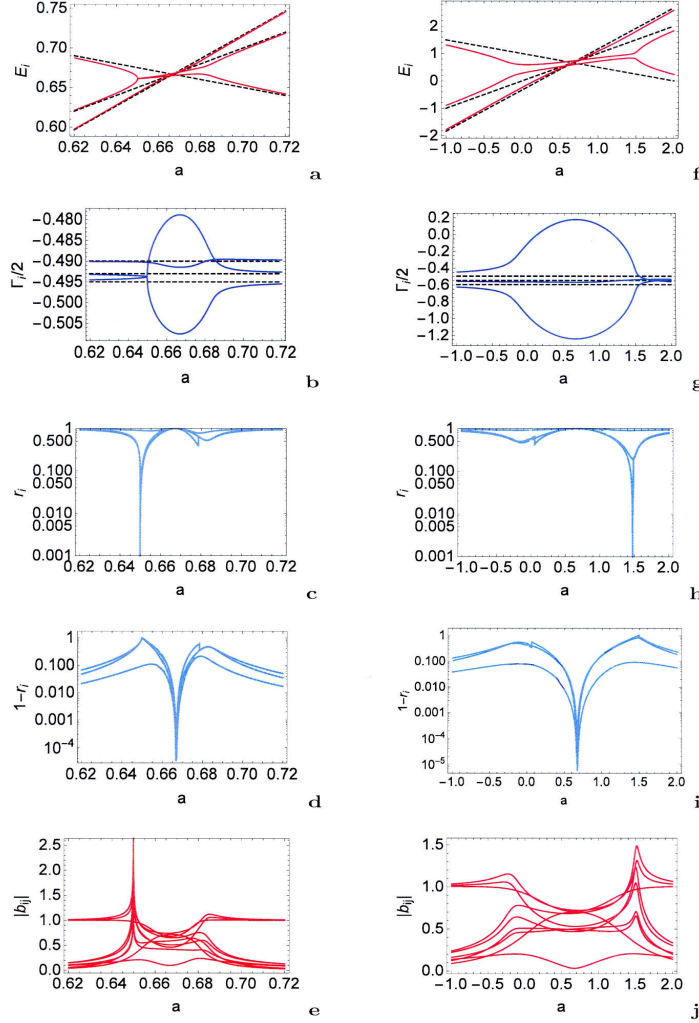 0.75
0.70
0.65
0.60
E_i
0.62 0.64 0.66 0.68 0.70 0.72
a
a
2
1
0
−1
−2
E_i
−1.0 −0.5 0.0 0.5 1.0 1.5 2.0
a
f
−0.480
−0.485
−0.490
−0.495
−0.500
−0.505
Γ_i/2
0.62 0.64 0.66 0.68 0.70 0.72
a
b
0.2
0.0
−0.2
−0.4
−0.6
−0.8
−1.0
−1.2
Γ_i/2
−1.0 −0.5 0.0 0.5 1.0 1.5 2.0
a
g
1
0.500
0.100
0.050
0.010
0.005
0.001
r_i
0.62 0.64 0.66 0.68 0.70 0.72
a
c
1
0.500
0.100
0.050
0.010
0.005
0.001
r_i
−1.0 −0.5 0.0 0.5 1.0 1.5 2.0
a
h
1
0.100
0.010
0.001
10⁻⁴
1−r_i
0.62 0.64 0.66 0.68 0.70 0.72
a
d
1
0.100
0.010
0.001
10⁻⁴
10⁻⁵
1−r_i
−1.0 −0.5 0.0 0.5 1.0 1.5 2.0
a
i
2.5
2.0
1.5
1.0
0.5
0.0
|b_ij|
0.62 0.64 0.66 0.68 0.70 0.72
a
e
1.5
1.0
0.5
0.0
|b_ij|
−1.0 −0.5 0.0 0.5 1.0 1.5 2.0
a
j